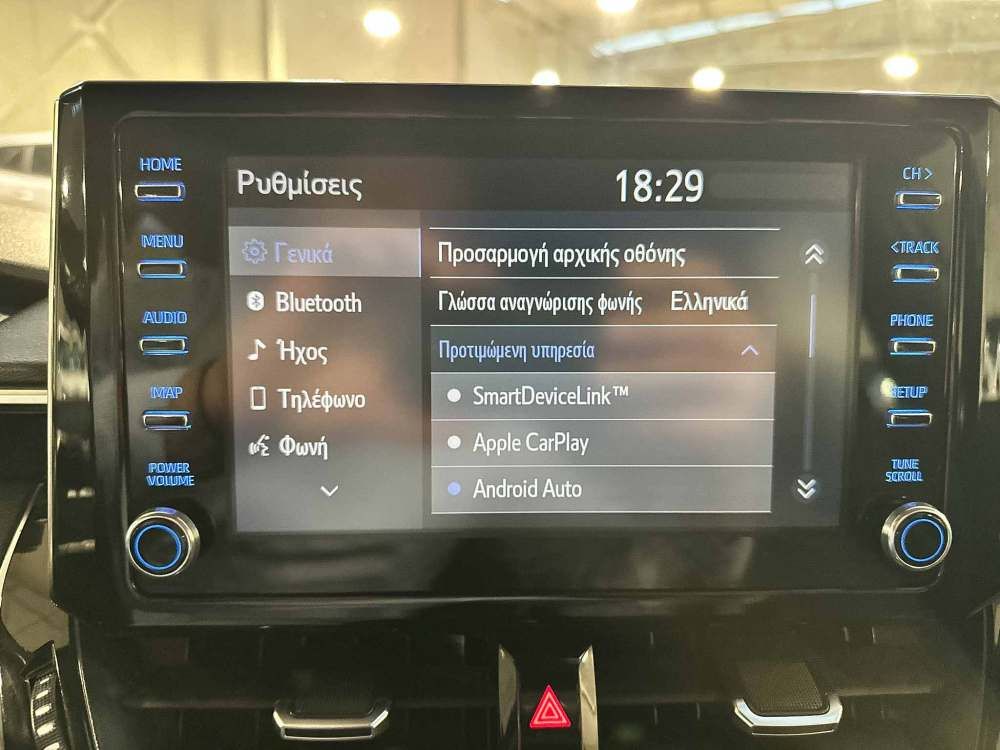 HOME
MENU
AUDIO
MAP
POWER
VOLUME
Ρυθμίσεις
18:29
Γενικά
Bluetooth
Ήχος
Τηλέφωνο
Φωνή
Προσαρμογή αρχικής οθόνης
Γλώσσα αναγνώρισης φωνής Ελληνικά
Προτιμώμενη υπηρεσία
SmartDeviceLink™
Apple CarPlay
Android Auto
CH >
< TRACK
PHONE
SETUP
TUNE
SCROLL